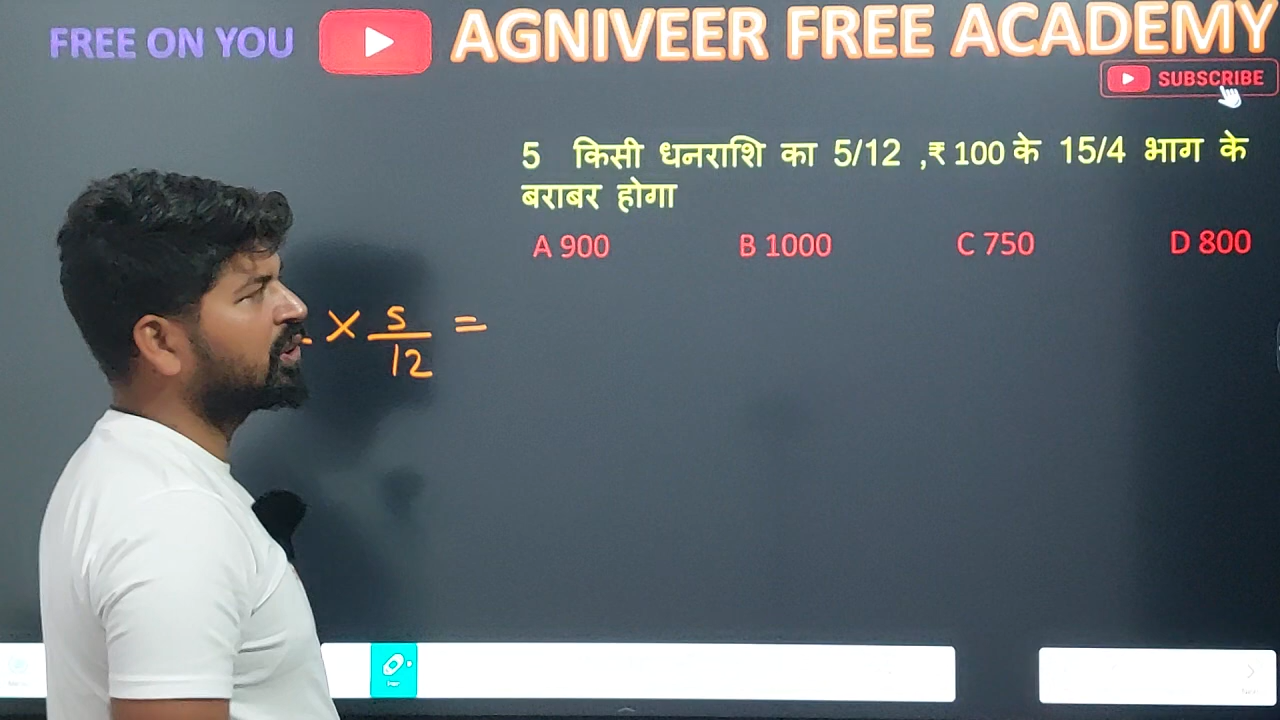 FREE ON YOU
AGNIVEER FREE ACADEMY
SUBSCRIBE
5 किसी धनराशि का 5/12 ,₹ 100 के 15/4 भाग के
बराबर होगा
A 900 B 1000 C 750 D 800
× 5/12 =